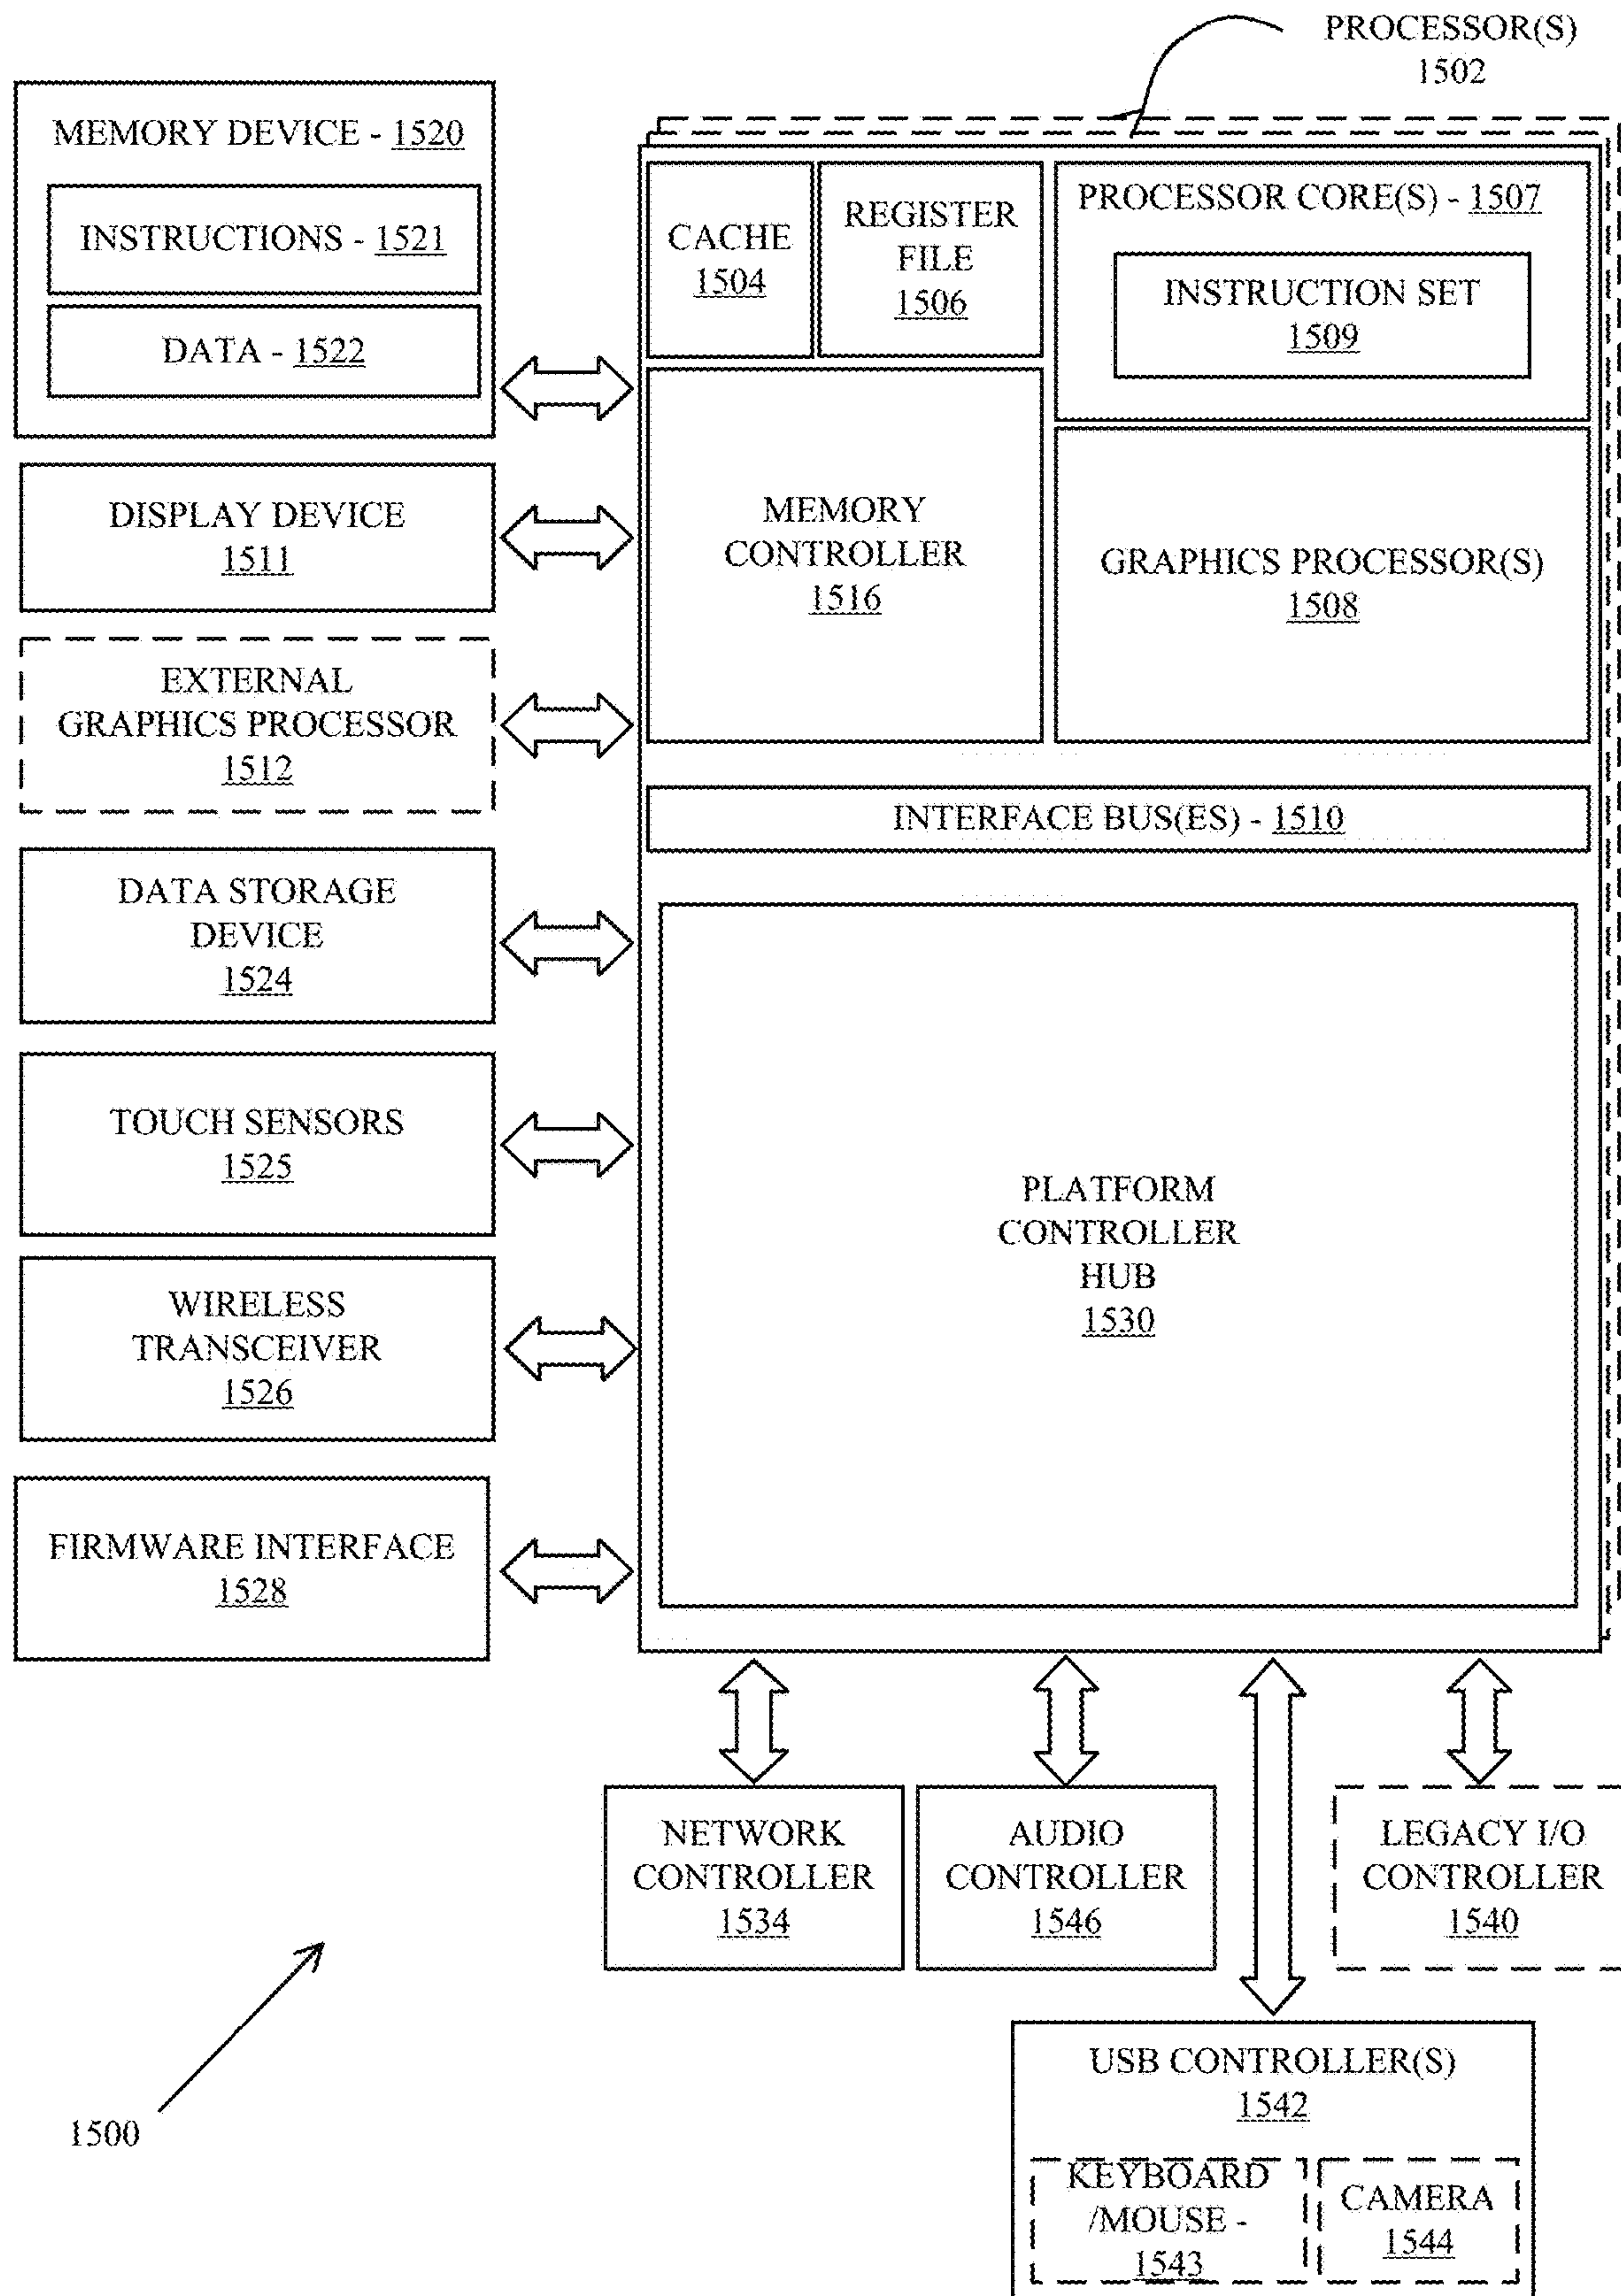 PROCESSOR(S)
1502
MEMORY DEVICE - 1520
INSTRUCTIONS - 1521
DATA - 1522
DISPLAY DEVICE
1511
EXTERNAL
GRAPHICS PROCESSOR
1512
DATA STORAGE
DEVICE
1524
TOUCH SENSORS
1525
WIRELESS
TRANSCEIVER
1526
FIRMWARE INTERFACE
1528
CACHE
1504
REGISTER
FILE
1506
PROCESSOR CORE(S) - 1507
INSTRUCTION SET
1509
MEMORY
CONTROLLER
1516
GRAPHICS PROCESSOR(S)
1508
INTERFACE BUS(ES) - 1510
PLATFORM
CONTROLLER
HUB
1530
NETWORK
CONTROLLER
1534
AUDIO
CONTROLLER
1546
LEGACY I/O
CONTROLLER
1540
USB CONTROLLER(S)
1542
KEYBOARD
/MOUSE -
1543
CAMERA
1544
1500